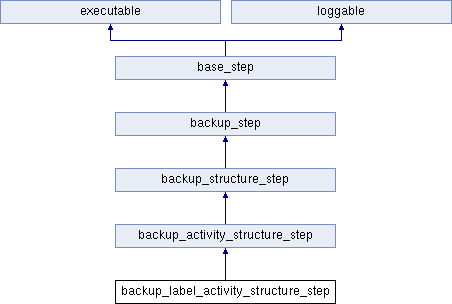 executable
loggable
base_step
backup_step
backup_structure_step
backup_activity_structure_step
backup_label_activity_structure_step